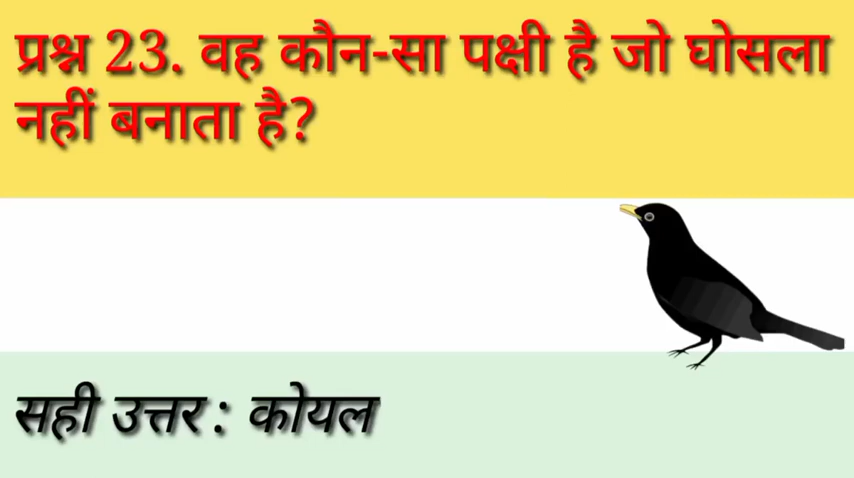 प्रश्न 23. वह कौन-सा पक्षी है जो घोसला
नहीं बनाता है?
सही उत्तर : कोयल